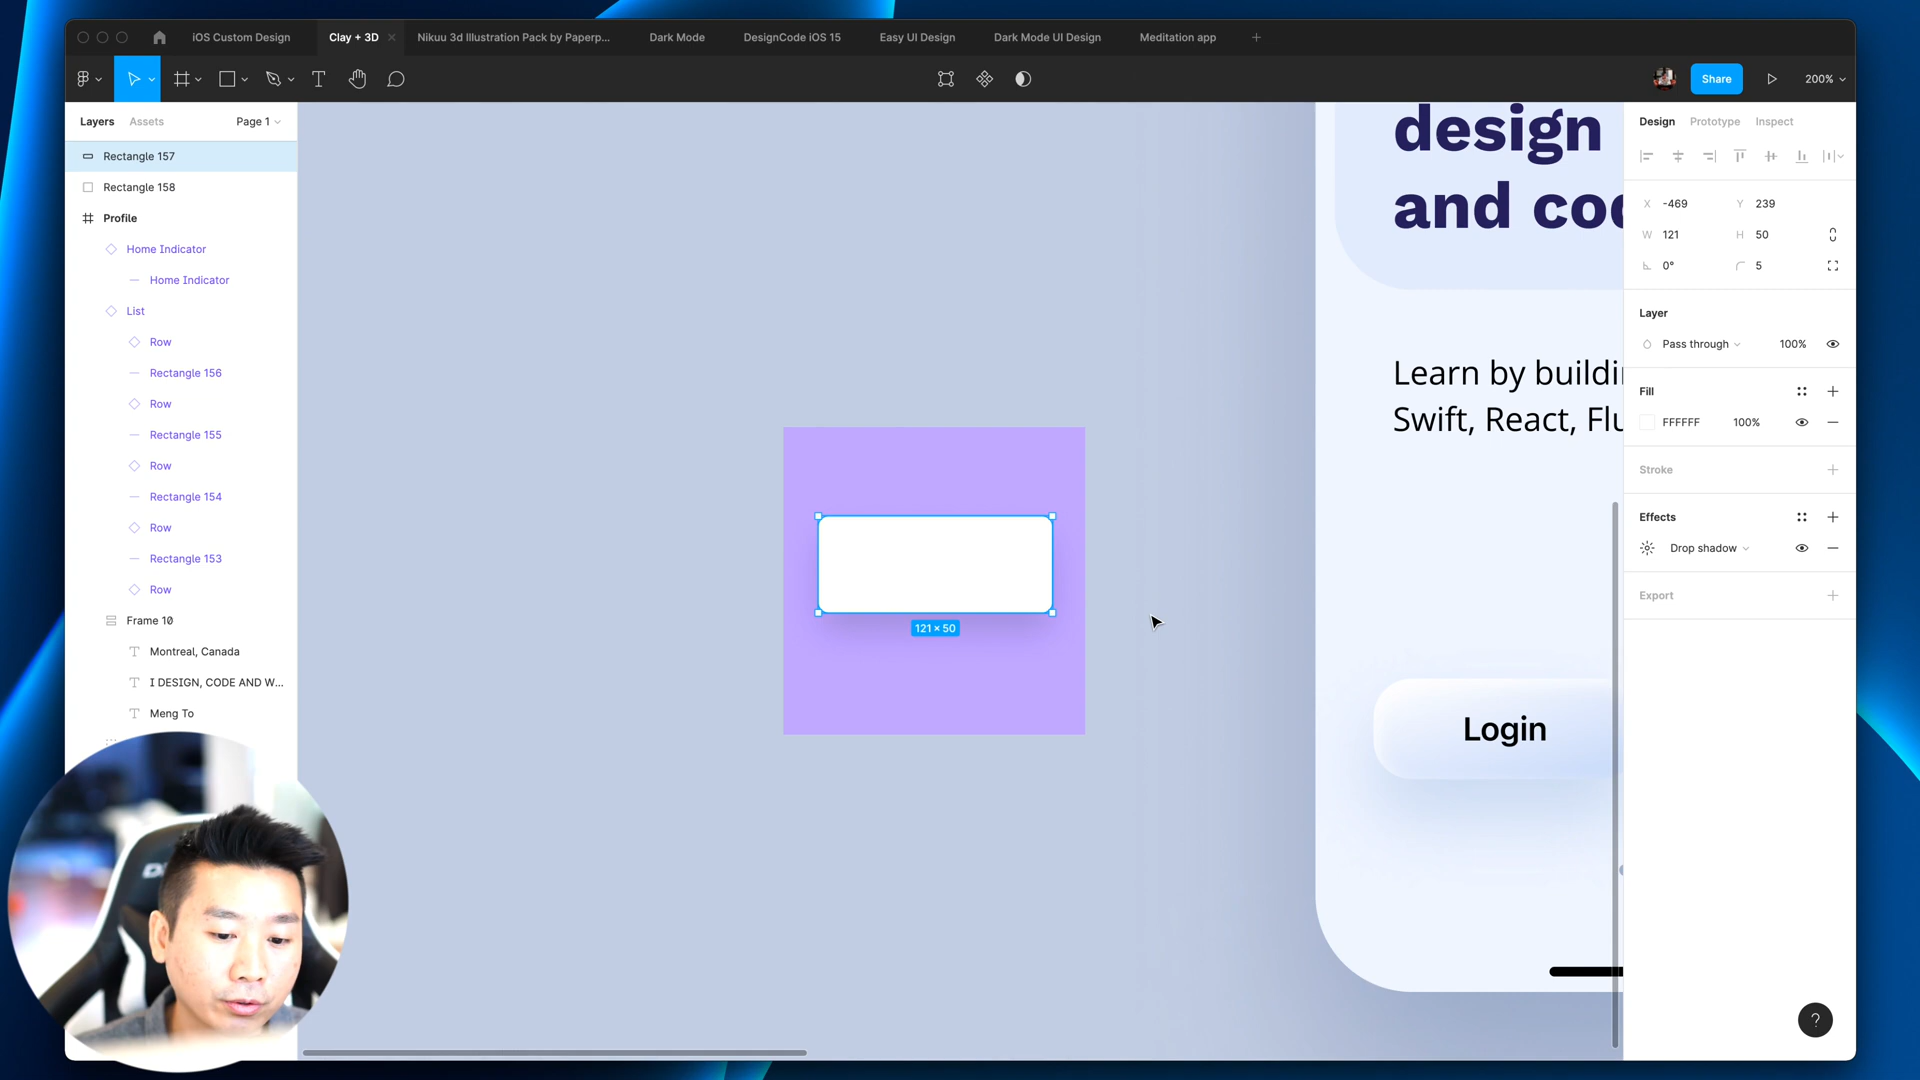 iOS Custom Design
Clay + 3D
Nikuu 3d Illustration Pack by Paperp...
Dark Mode
DesignCode iOS 15
Easy UI Design
Dark Mode UI Design
Meditation app
Share
200%
Layers
Assets
Page 1
Rectangle 157
Rectangle 158
Profile
Home Indicator
Home Indicator
List
Row
Rectangle 156
Row
Rectangle 155
Row
Rectangle 154
Row
Rectangle 153
Row
Frame 10
Montreal, Canada
I DESIGN, CODE AND W...
Meng To
121 × 50
design
and co
Learn by buildi
Swift, React, Flu
Login
Design
Prototype
Inspect
X -469
Y 239
W 121
H 50
0°
5
Layer
Pass through
100%
Fill
FFFFFF
100%
Stroke
Effects
Drop shadow
Export
?